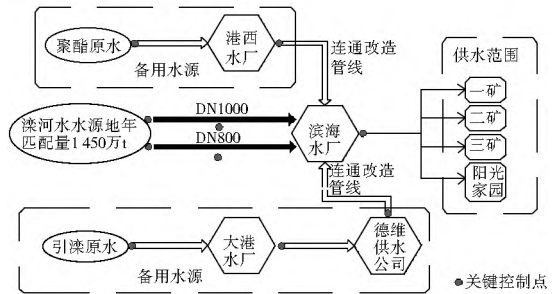 聚酯原水
港西
水厂
备用水源
连通改造
管线
供水范围
一矿
二矿
三矿
阳光
家园
滦河水水源地年
匹配量1 450万t
DN1000
DN800
滨海
水厂
连通改造
管线
引滦原水
大港
水厂
德维
供水
公司
备用水源
关键控制点